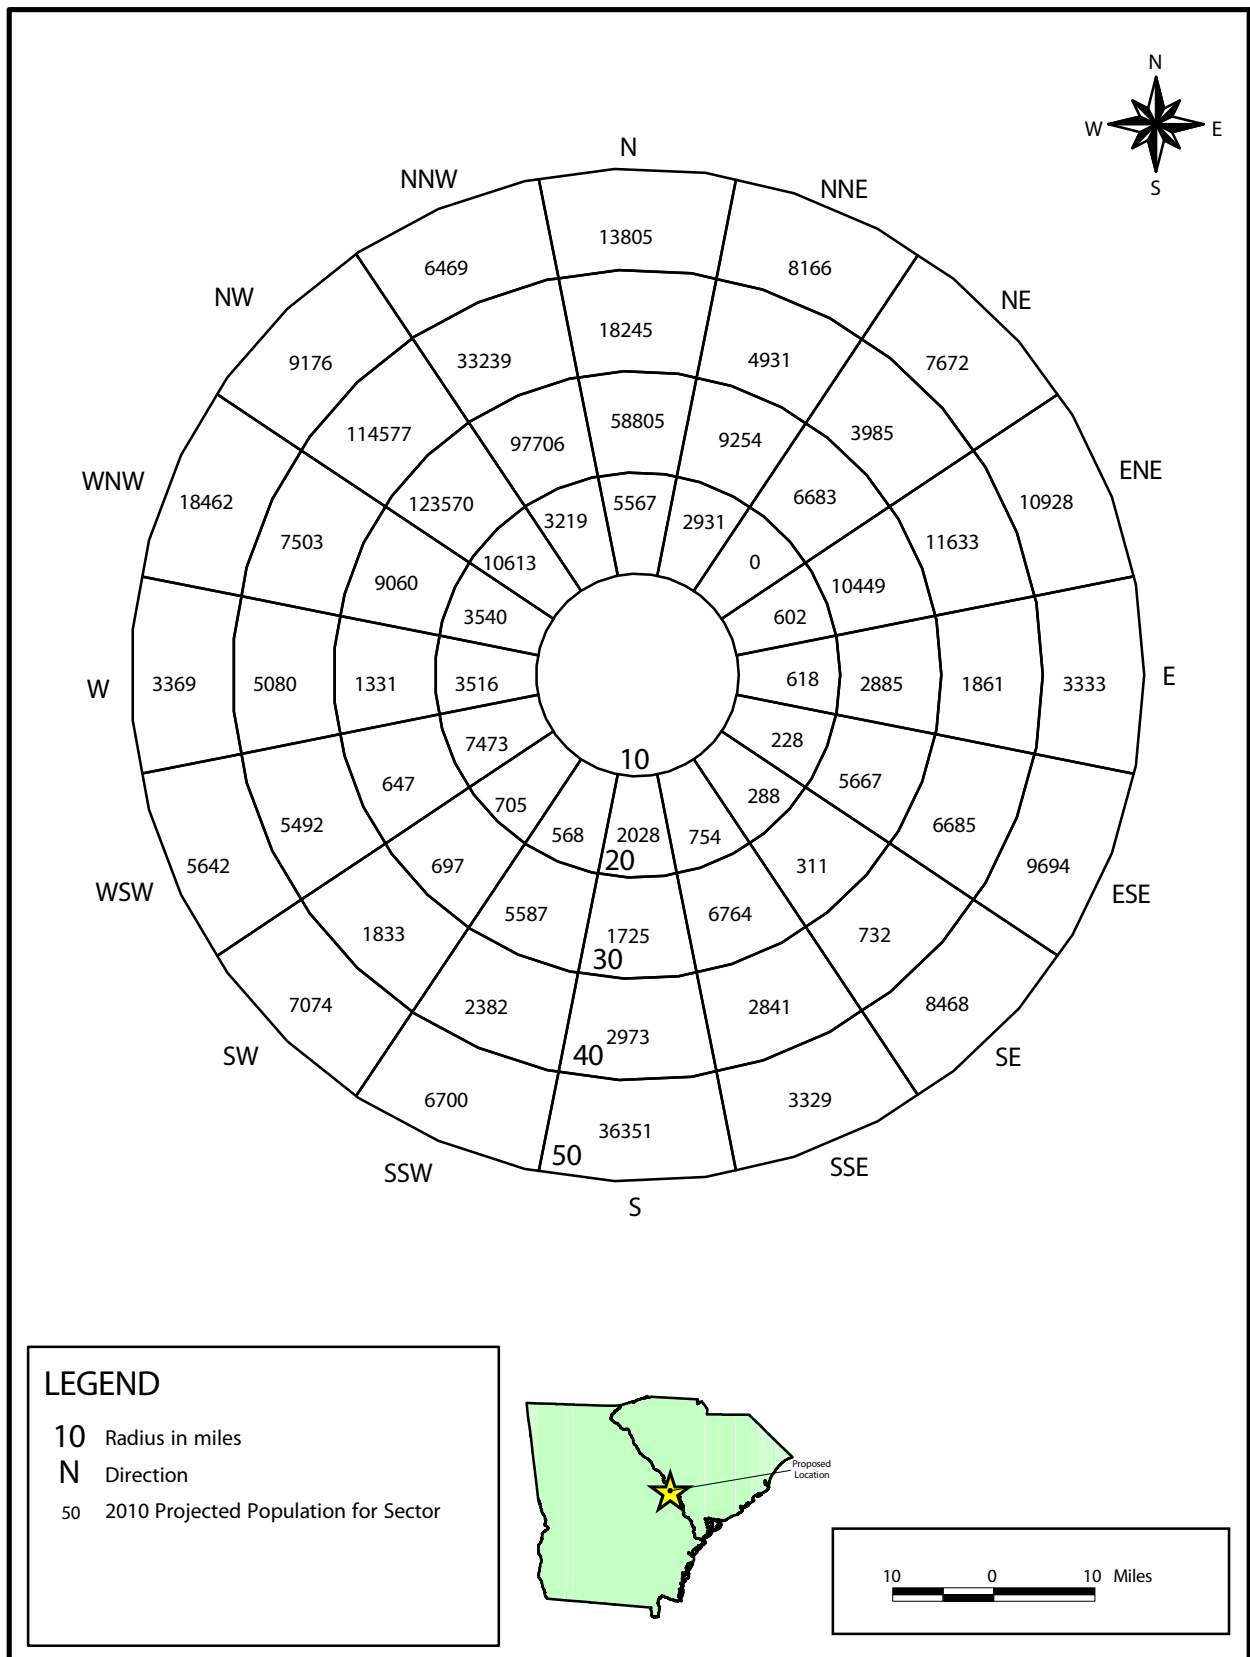 N
W E
S
N
NNW NNE
13805
6469 8166
NW NE
18245
9176 33239 4931 7672
58805
114577 97706 9254 3985
WNW ENE
18462 123570 3219 5567 2931 6683 10928
7503 10613 0 11633
9060 10449
3540 602
W 3369 5080 1331 3516 618 2885 1861 3333 E
7473 228
10
647 705 288 5667
5492 568 2028 754 6685
20
5642 697 311 9694
WSW ESE
1833 5587 1725 6764 732
30
7074 2382 2841 8468
2973
40
SW SE
6700 3329
36351
50
SSW SSE
S
LEGEND
10 Radius in miles
N Direction
50 2010 Projected Population for Sector
Proposed
Location
10 0 10 Miles